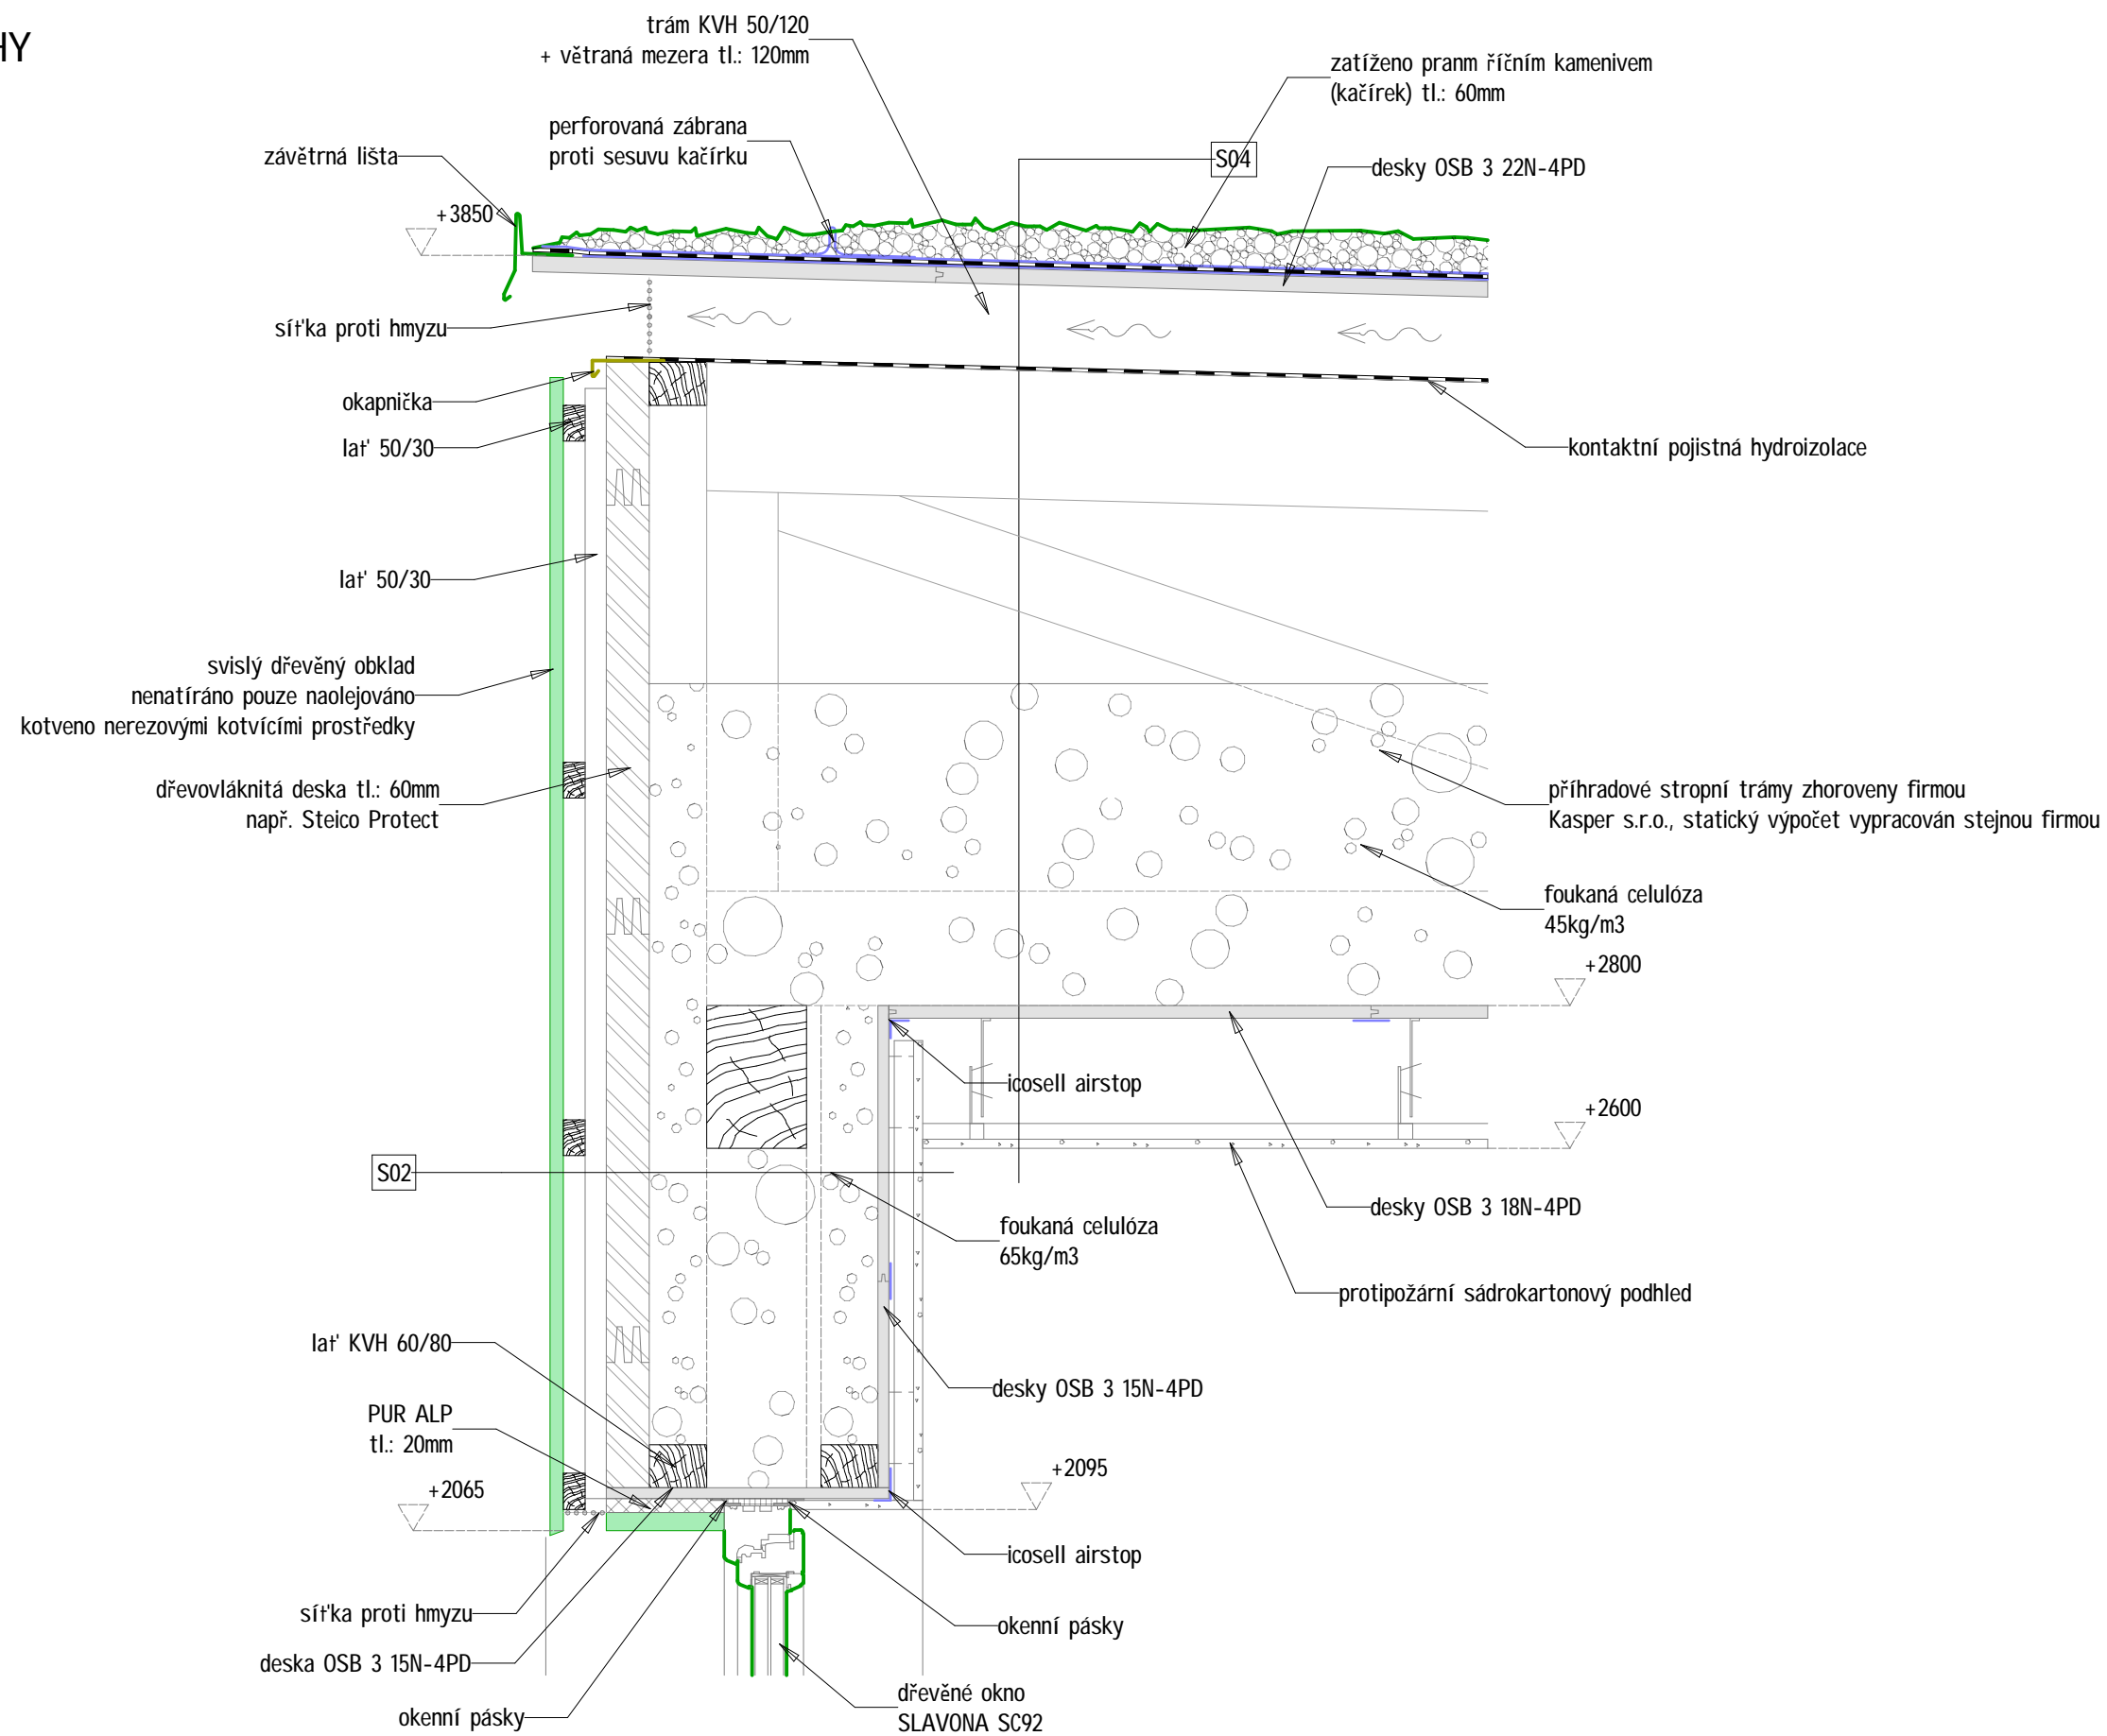 HY
trám KVH 50/120
+ větraná mezera tl.: 120mm
zatíženo pranm říčním kamenivem
(kačírek) tl.: 60mm
perforovaná zábrana
proti sesuvu kačírku
závětrná lišta
S04
desky OSB 3 22N-4PD
+3850
síťka proti hmyzu
okapnička
lať 50/30
kontaktní pojistná hydroizolace
lať 50/30
svislý dřevěný obklad
nenatíráno pouze naolejováno
kotveno nerezovými kotvícími prostředky
dřevovláknitá deska tl.: 60mm
např. Steico Protect
příhradové stropní trámy zhoroveny firmou
Kasper s.r.o., statický výpočet vypracován stejnou firmou
foukaná celulóza
45kg/m3
+2800
icosell airstop
+2600
S02
desky OSB 3 18N-4PD
foukaná celulóza
65kg/m3
protipožární sádrokartonový podhled
lať KVH 60/80
desky OSB 3 15N-4PD
PUR ALP
tl.: 20mm
+2095
+2065
icosell airstop
síťka proti hmyzu
okenní pásky
deska OSB 3 15N-4PD
dřevěné okno
SLAVONA SC92
okenní pásky